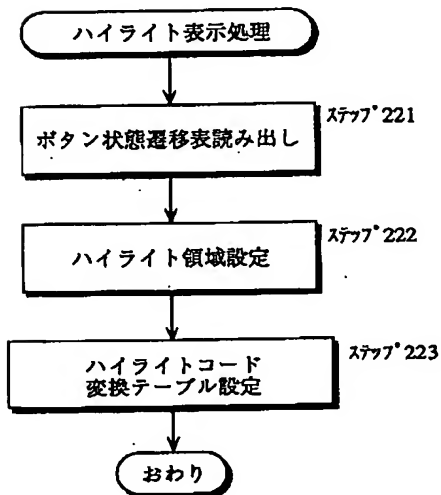 ハイライト表示処理
ステップ221
ボタン状態遷移表読み出し
ステップ222
ハイライト領域設定
ステップ223
ハイライトコード
変換テーブル設定
おわり